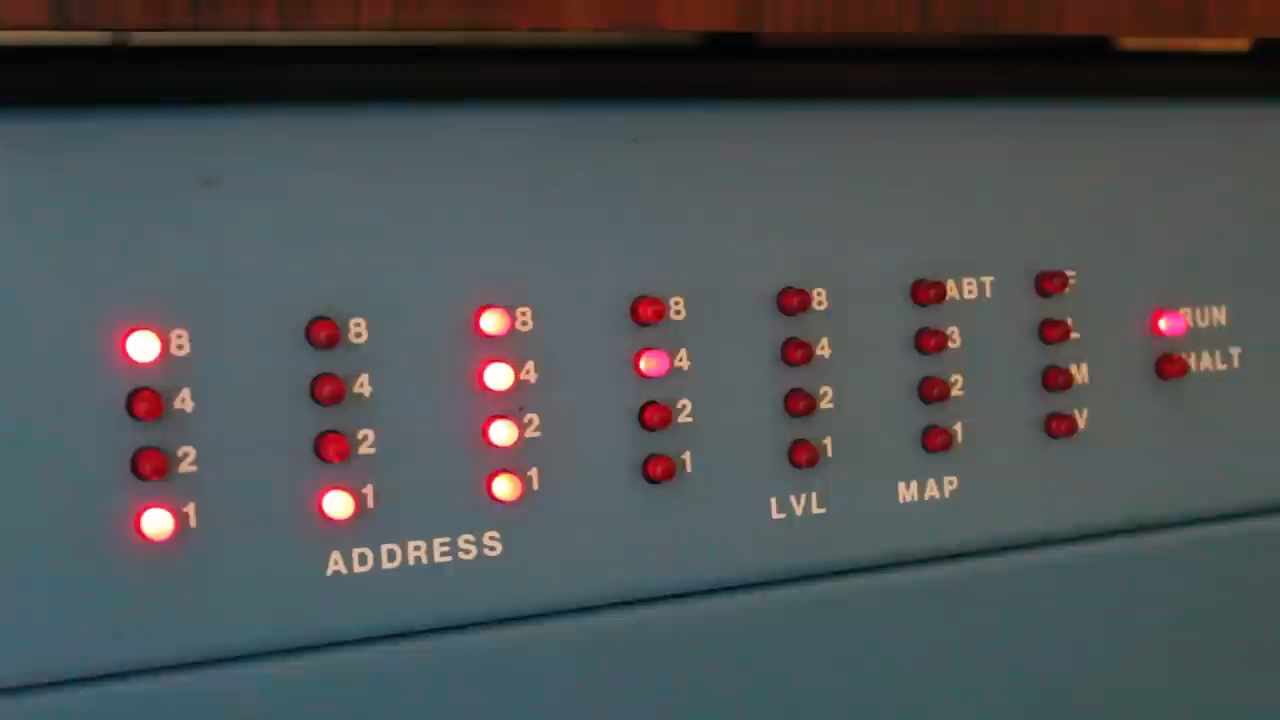 8 8 8 8 8 ABT F RUN
4 4 4 4 4 3 L HALT
2 2 2 2 2 2 M
1 1 1 1 1 1 V
ADDRESS LVL MAP